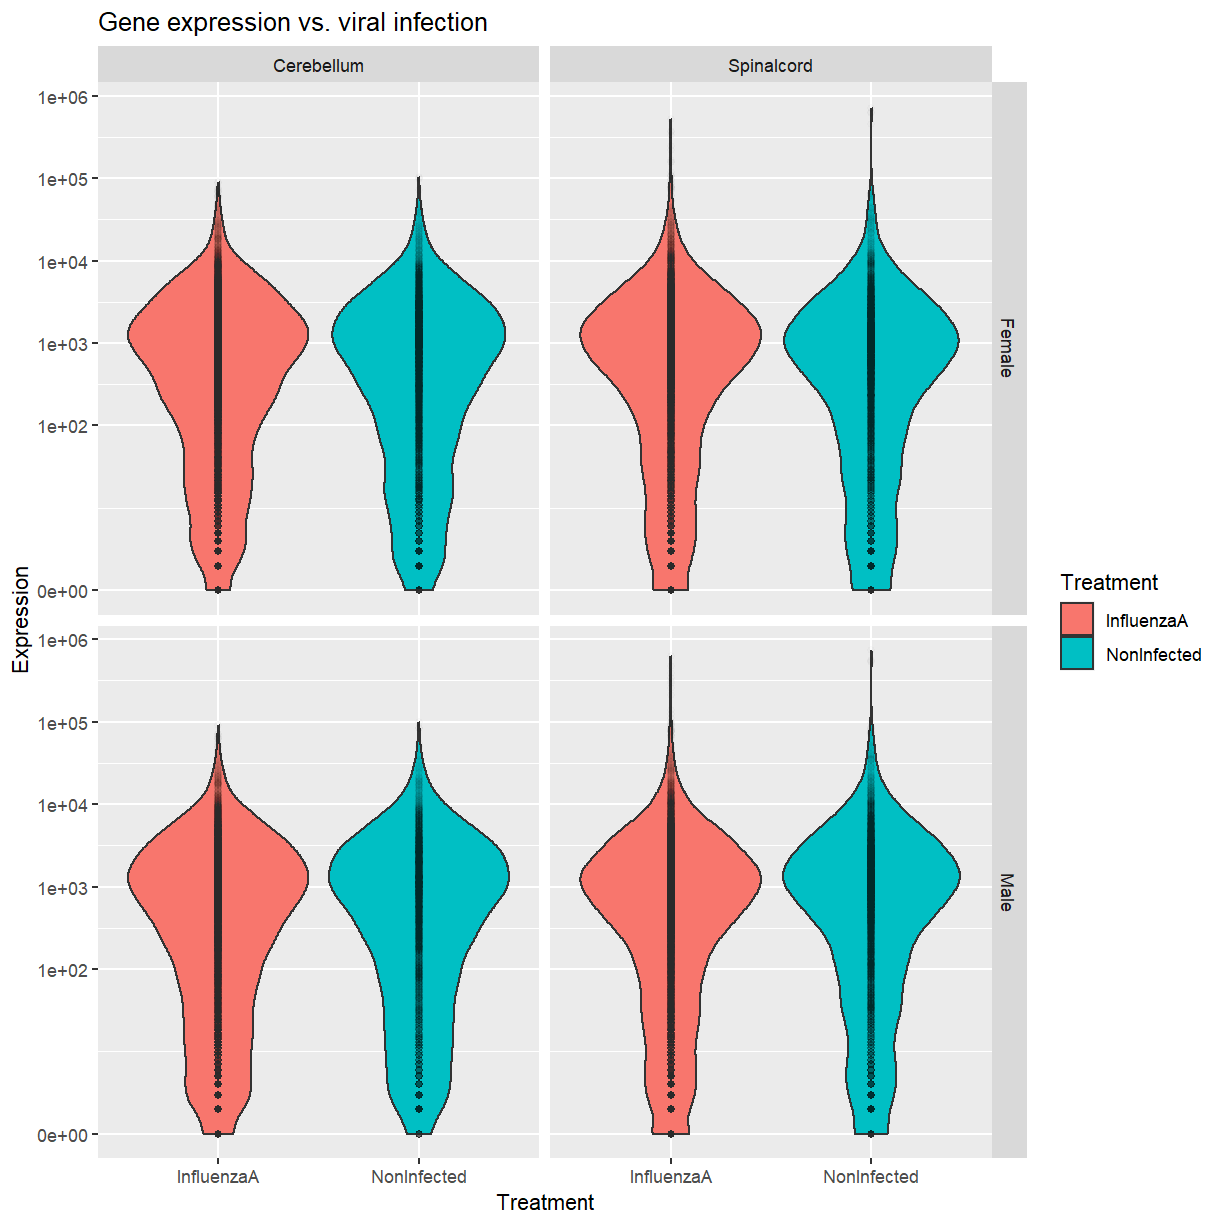 Gene expression vs. viral infection
Cerebellum
Spinalcord
1e+06
1e+05
1e+04
1e+03
1e+02
0e+00
Female
Expression
1e+06
1e+05
1e+04
1e+03
1e+02
0e+00
Male
InfluenzaA
NonInfected
InfluenzaA
NonInfected
Treatment
Treatment
InfluenzaA
NonInfected